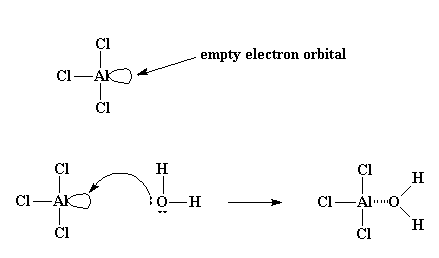 Cl
empty electron orbital
Cl Al
Cl
H
Cl Cl
Cl Al O H Cl Al O H
Cl Cl H